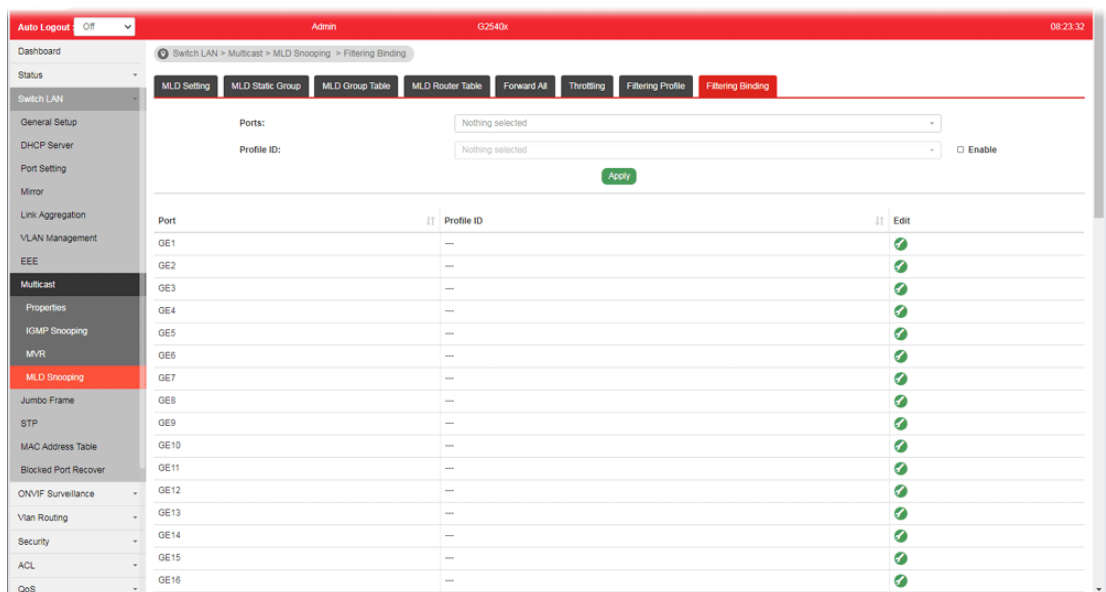 Auto Logout : Off Admin G2540x 08:23:32
Dashboard
Status
Switch LAN
General Setup
DHCP Server
Port Setting
Mirror
Link Aggregation
VLAN Management
EEE
Multicast
Properties
IGMP Snooping
MVR
MLD Snooping
Jumbo Frame
STP
MAC Address Table
Blocked Port Recover
ONVIF Surveillance
Vlan Routing
Security
ACL
QoS
Switch LAN > Multicast > MLD Snooping > Filtering Binding
MLD Setting MLD Static Group MLD Group Table MLD Router Table Forward All Throttling Filtering Profile Filtering Binding
Ports: Nothing selected
Profile ID: Nothing selected Enable
Apply
Port Profile ID Edit
GE1 ---
GE2 ---
GE3 ---
GE4 ---
GE5 ---
GE6 ---
GE7 ---
GE8 ---
GE9 ---
GE10 ---
GE11 ---
GE12 ---
GE13 ---
GE14 ---
GE15 ---
GE16 ---